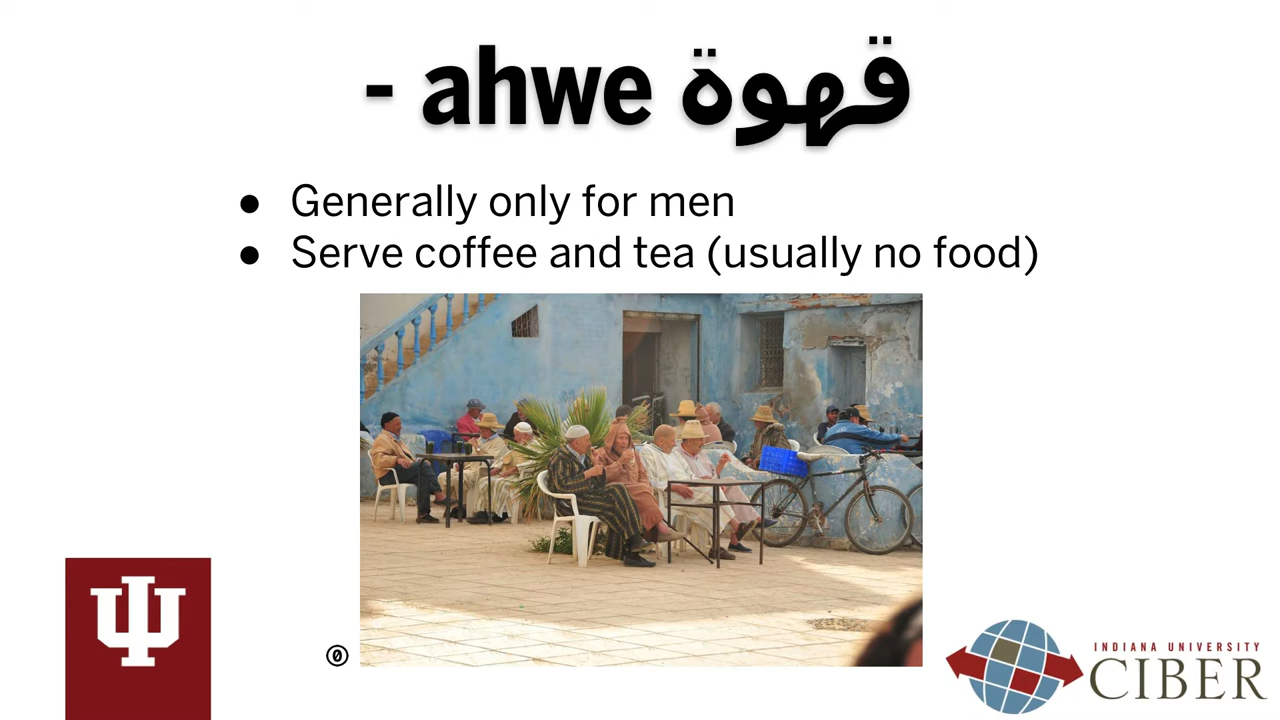 - ahwe قهوة
● Generally only for men
● Serve coffee and tea (usually no food)
INDIANA UNIVERSITY
CIBER